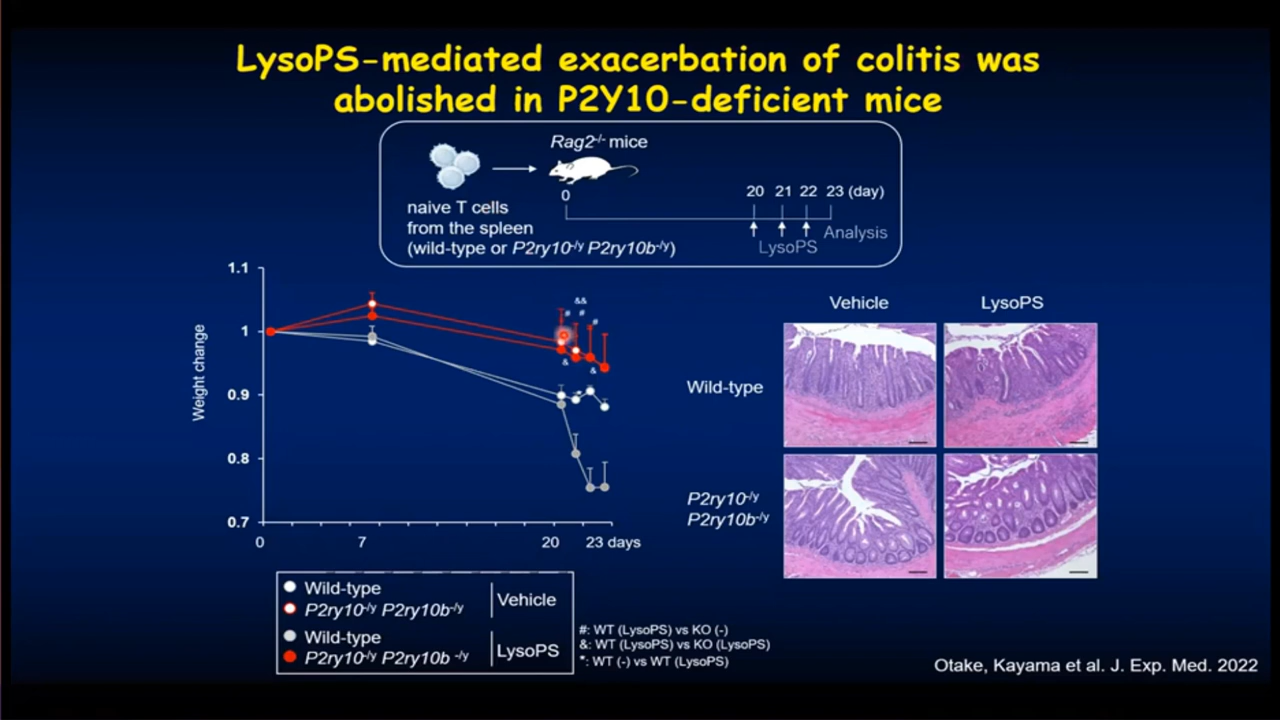 LysoPS-mediated exacerbation of colitis was
abolished in P2Y10-deficient mice
Rag2-/- mice
0
20 21 22 23 (day)
naive T cells
from the spleen
(wild-type or P2ry10-/y P2ry10b-/y)
Analysis
LysoPS
1.1
1
0.9
0.8
0.7
Weight change
0 7 20 23 days
&&
#
#
#
&
&
*
Vehicle LysoPS
Wild-type
P2ry10-/y
P2ry10b-/y
Wild-type
P2ry10-/y P2ry10b-/y
Vehicle
Wild-type
P2ry10-/y P2ry10b -/y
LysoPS
#: WT (LysoPS) vs KO (-)
&: WT (LysoPS) vs KO (LysoPS)
*: WT (-) vs WT (LysoPS)
Otake, Kayama et al. J. Exp. Med. 2022